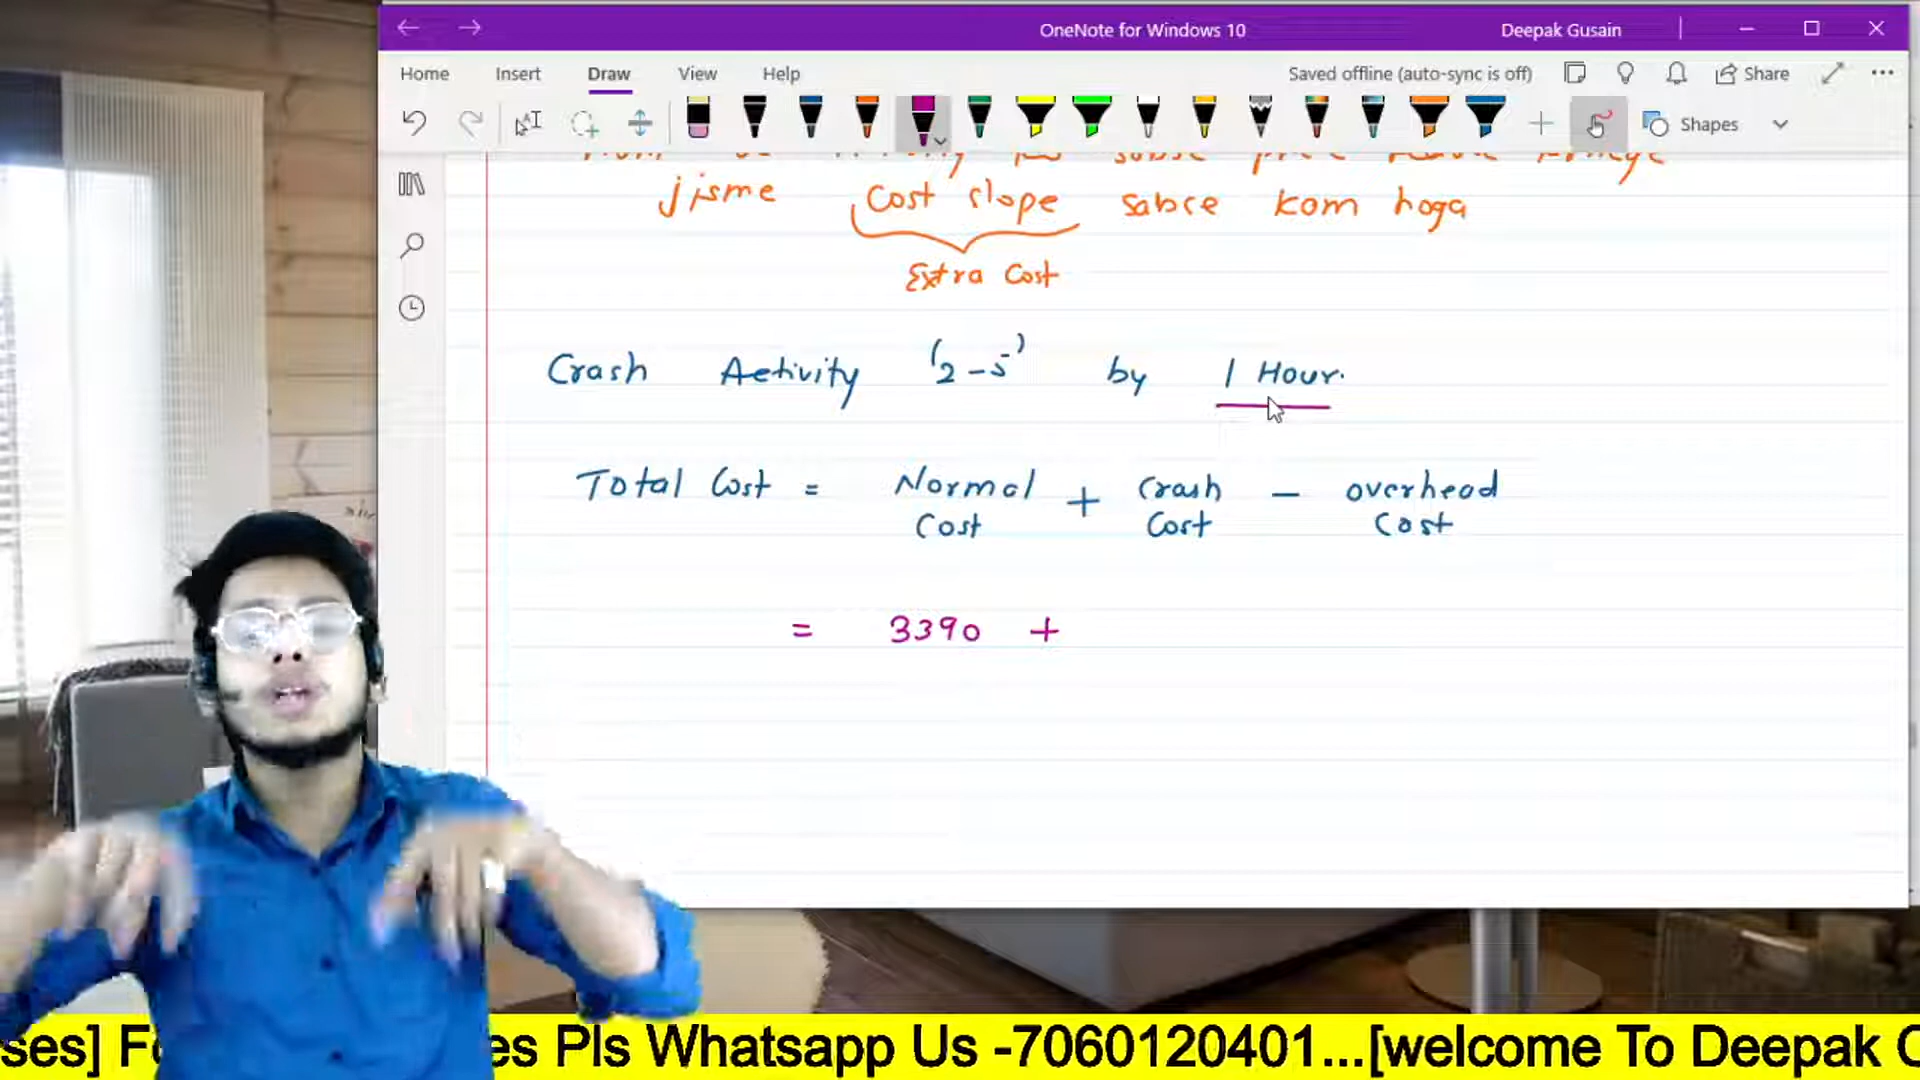 OneNote for Windows 10
Deepak Gusain
Home Insert Draw View Help
Saved offline (auto-sync is off)
Share
Shapes
sabse
jisme Cost slope sabse kom hoga
Extra Cost
Crash Activity (2-5) by 1 Hour.
Total Cost = Normal Cost + Crash Cost - overhead Cost
= 3390 +
ses] F es Pls Whatsapp Us -7060120401...[welcome To Deepak C